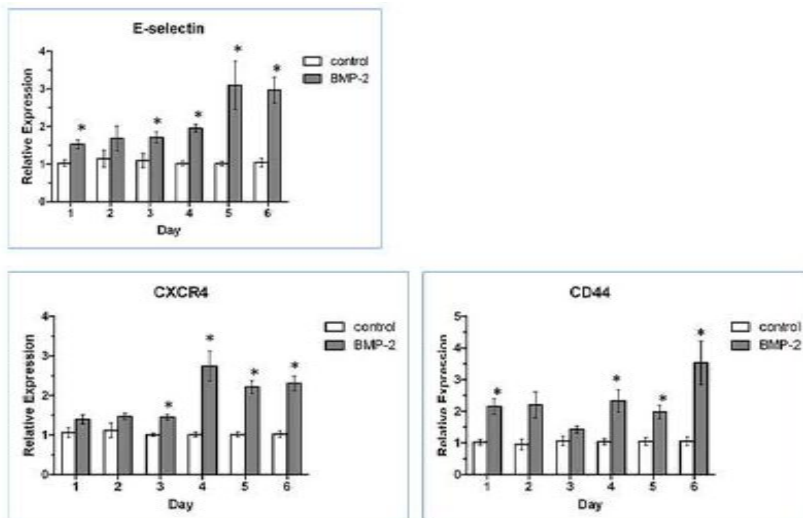 E-selectin
4
3
2
1
0
Relative Expression
* * * * *
control
BMP-2
1 2 3 4 5 6
Day
CXCR4
4
3
2
1
0
Relative Expression
* * * *
control
BMP-2
1 2 3 4 5 6
Day
CD44
5
4
3
2
1
0
Relative Expression
* * * *
control
BMP-2
1 2 3 4 5 6
Day